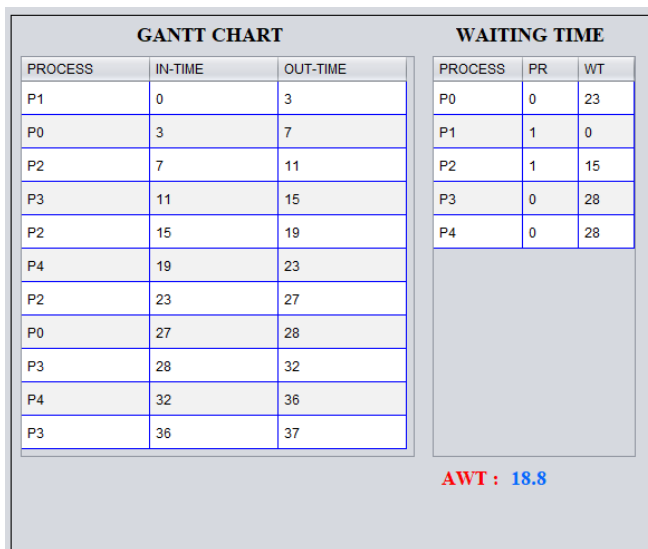 GANTT CHART
PROCESS IN-TIME OUT-TIME
P1 0 3
P0 3 7
P2 7 11
P3 11 15
P2 15 19
P4 19 23
P2 23 27
P0 27 28
P3 28 32
P4 32 36
P3 36 37
WAITING TIME
PROCESS PR WT
P0 0 23
P1 1 0
P2 1 15
P3 0 28
P4 0 28
AWT : 18.8